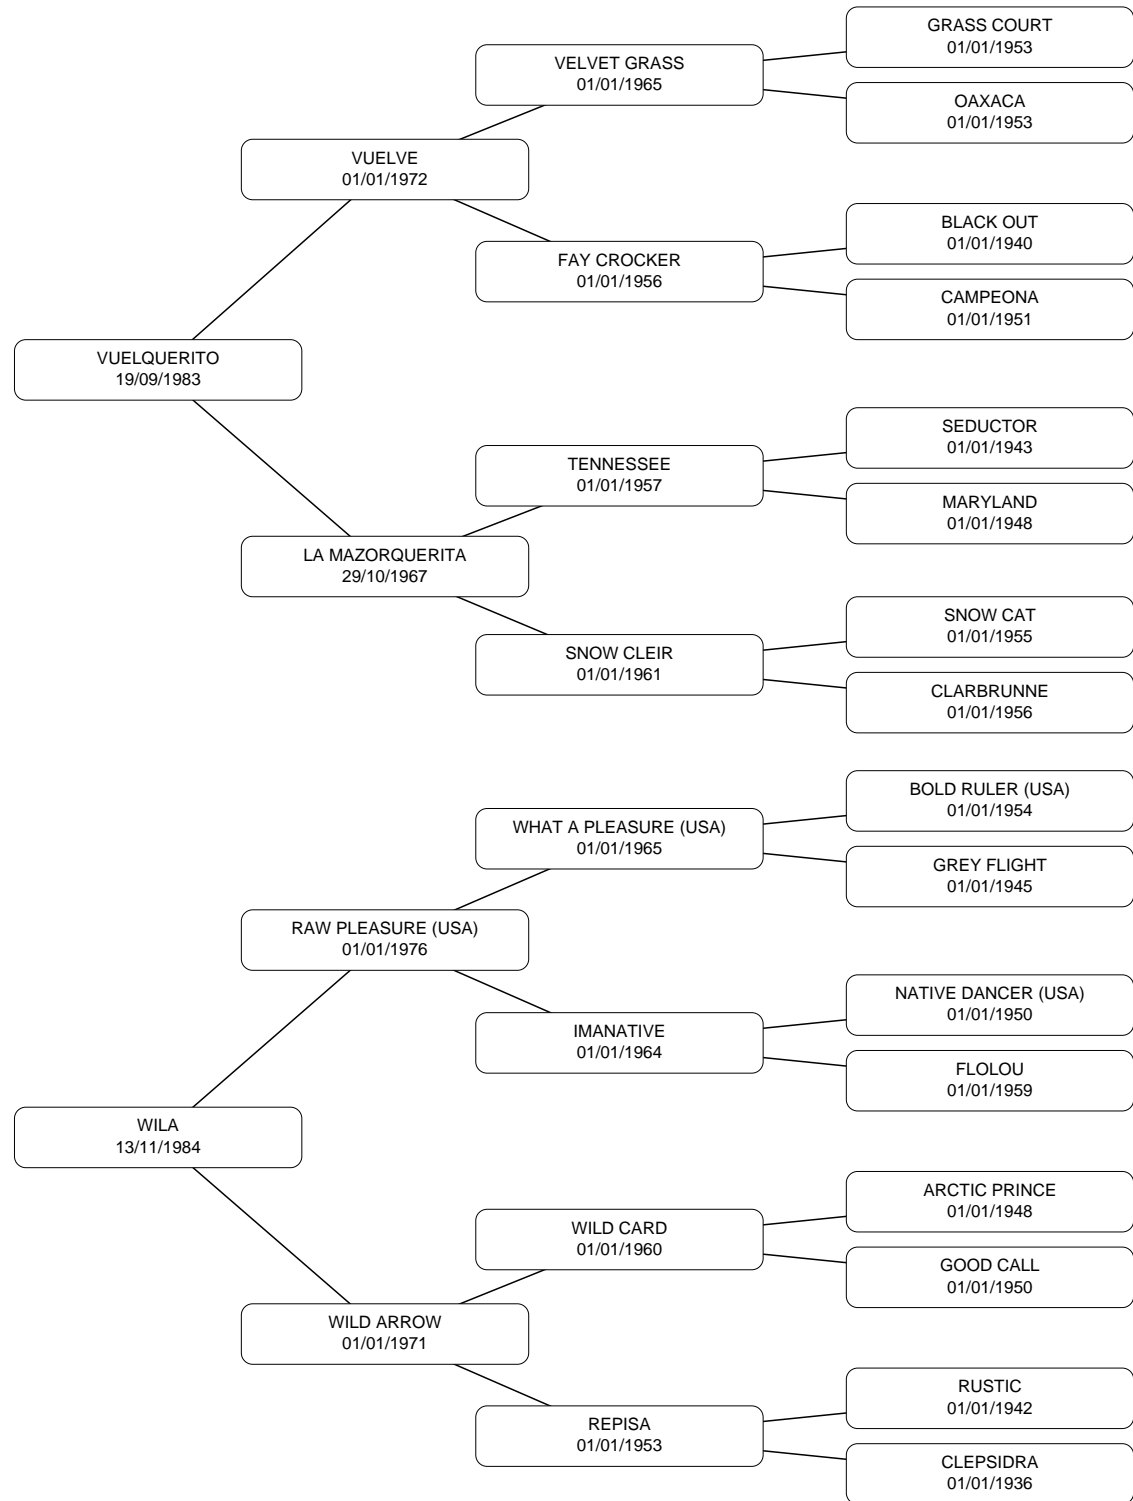 GRASS COURT
01/01/1953
VELVET GRASS
01/01/1965
OAXACA
01/01/1953
VUELVE
01/01/1972
BLACK OUT
01/01/1940
FAY CROCKER
01/01/1956
CAMPEONA
01/01/1951
VUELQUERITO
19/09/1983
SEDUCTOR
01/01/1943
TENNESSEE
01/01/1957
MARYLAND
01/01/1948
LA MAZORQUERITA
29/10/1967
SNOW CAT
01/01/1955
SNOW CLEIR
01/01/1961
CLARBRUNNE
01/01/1956
BOLD RULER (USA)
01/01/1954
WHAT A PLEASURE (USA)
01/01/1965
GREY FLIGHT
01/01/1945
RAW PLEASURE (USA)
01/01/1976
NATIVE DANCER (USA)
01/01/1950
IMANATIVE
01/01/1964
FLOLOU
01/01/1959
WILA
13/11/1984
ARCTIC PRINCE
01/01/1948
WILD CARD
01/01/1960
GOOD CALL
01/01/1950
WILD ARROW
01/01/1971
RUSTIC
01/01/1942
REPISA
01/01/1953
CLEPSIDRA
01/01/1936